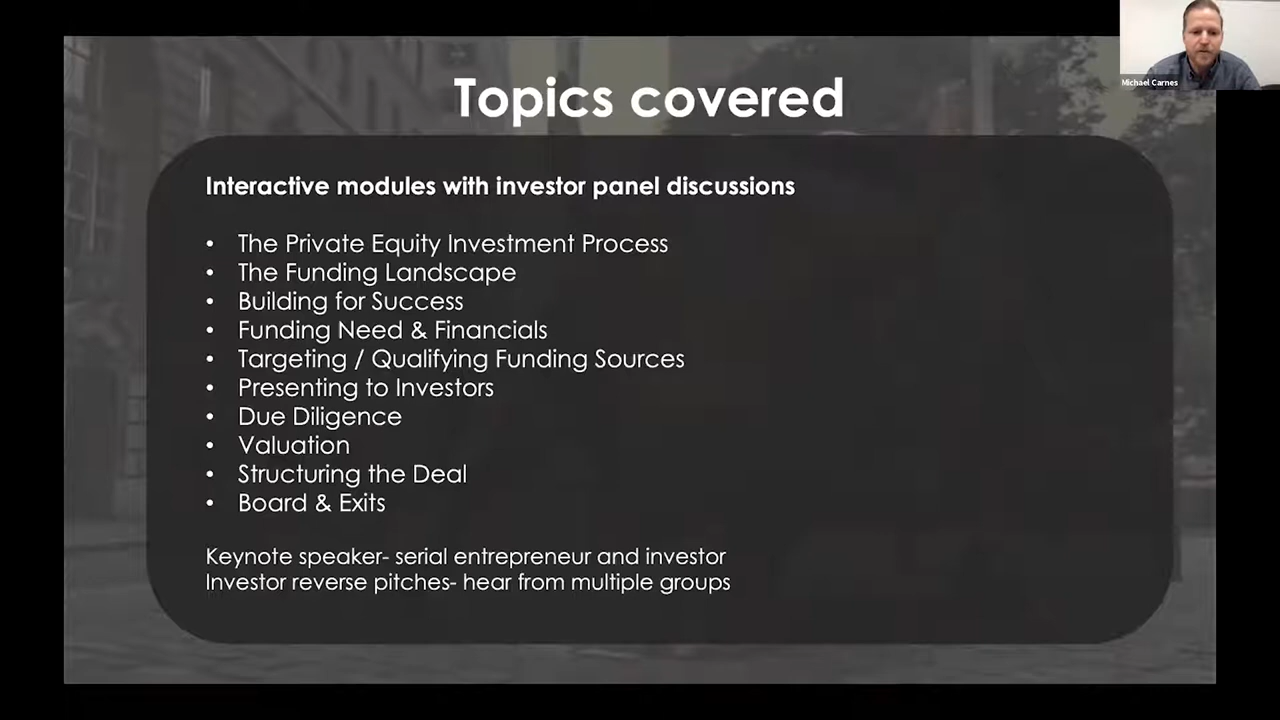 Topics covered
Michael Carnes
Interactive modules with investor panel discussions
• The Private Equity Investment Process
• The Funding Landscape
• Building for Success
• Funding Need & Financials
• Targeting / Qualifying Funding Sources
• Presenting to Investors
• Due Diligence
• Valuation
• Structuring the Deal
• Board & Exits
Keynote speaker- serial entrepreneur and investor
Investor reverse pitches- hear from multiple groups